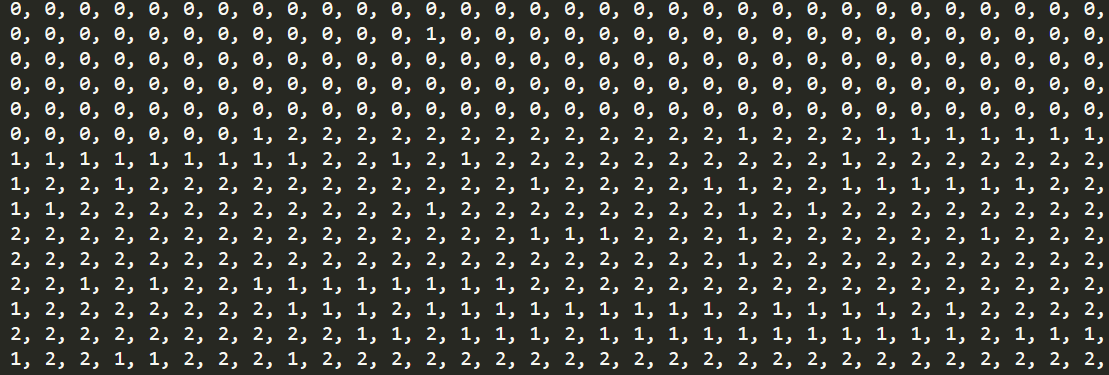 0, 0, 0, 0, 0, 0, 0, 0, 0, 0, 0, 0, 0, 0, 0, 0, 0, 0, 0, 0, 0, 0, 0, 0, 0, 0, 0, 0, 0, 0, 0, 0,
0, 0, 0, 0, 0, 0, 0, 0, 0, 0, 0, 0, 1, 0, 0, 0, 0, 0, 0, 0, 0, 0, 0, 0, 0, 0, 0, 0, 0, 0, 0, 0,
0, 0, 0, 0, 0, 0, 0, 0, 0, 0, 0, 0, 0, 0, 0, 0, 0, 0, 0, 0, 0, 0, 0, 0, 0, 0, 0, 0, 0, 0, 0, 0,
0, 0, 0, 0, 0, 0, 0, 0, 0, 0, 0, 0, 0, 0, 0, 0, 0, 0, 0, 0, 0, 0, 0, 0, 0, 0, 0, 0, 0, 0, 0, 0,
0, 0, 0, 0, 0, 0, 0, 0, 0, 0, 0, 0, 0, 0, 0, 0, 0, 0, 0, 0, 0, 0, 0, 0, 0, 0, 0, 0, 0, 0, 0, 0,
0, 0, 0, 0, 0, 0, 0, 1, 2, 2, 2, 2, 2, 2, 2, 2, 2, 2, 2, 2, 2, 1, 2, 2, 2, 1, 1, 1, 1, 1, 1, 1,
1, 1, 1, 1, 1, 1, 1, 1, 1, 2, 2, 1, 2, 1, 2, 2, 2, 2, 2, 2, 2, 2, 2, 2, 1, 2, 2, 2, 2, 2, 2, 2,
1, 2, 2, 1, 2, 2, 2, 2, 2, 2, 2, 2, 2, 2, 2, 1, 2, 2, 2, 2, 1, 1, 2, 2, 1, 1, 1, 1, 1, 1, 2, 2,
1, 1, 2, 2, 2, 2, 2, 2, 2, 2, 2, 2, 1, 2, 2, 2, 2, 2, 2, 2, 2, 1, 2, 1, 2, 2, 2, 2, 2, 2, 2, 2,
2, 2, 2, 2, 2, 2, 2, 2, 2, 2, 2, 2, 2, 2, 2, 1, 1, 1, 2, 2, 2, 1, 2, 2, 2, 2, 2, 2, 1, 2, 2, 2,
2, 2, 2, 2, 2, 2, 2, 2, 2, 2, 2, 2, 2, 2, 2, 2, 2, 2, 2, 2, 2, 1, 2, 2, 2, 2, 2, 2, 2, 2, 2, 2,
2, 2, 1, 2, 1, 2, 2, 1, 1, 1, 1, 1, 1, 1, 1, 2, 2, 2, 2, 2, 2, 2, 2, 2, 2, 2, 2, 2, 2, 2, 2, 2,
1, 2, 2, 2, 2, 2, 2, 2, 1, 1, 1, 2, 1, 1, 1, 1, 1, 1, 1, 1, 1, 2, 1, 1, 1, 1, 2, 1, 2, 2, 2, 2,
2, 2, 2, 2, 2, 2, 2, 2, 2, 2, 1, 1, 2, 1, 1, 1, 2, 1, 1, 1, 1, 1, 1, 1, 1, 1, 1, 1, 2, 1, 1, 1,
1, 2, 2, 1, 1, 2, 2, 2, 1, 2, 2, 2, 2, 2, 2, 2, 2, 2, 2, 2, 2, 2, 2, 2, 2, 2, 2, 2, 2, 2, 2, 2,